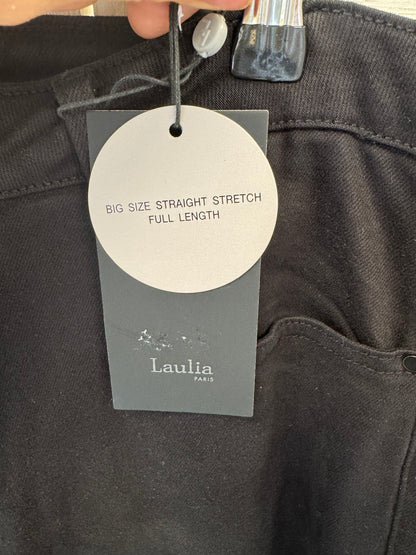 BIG SIZE STRAIGHT STRETCH
FULL LENGTH
Laulia
PARIS